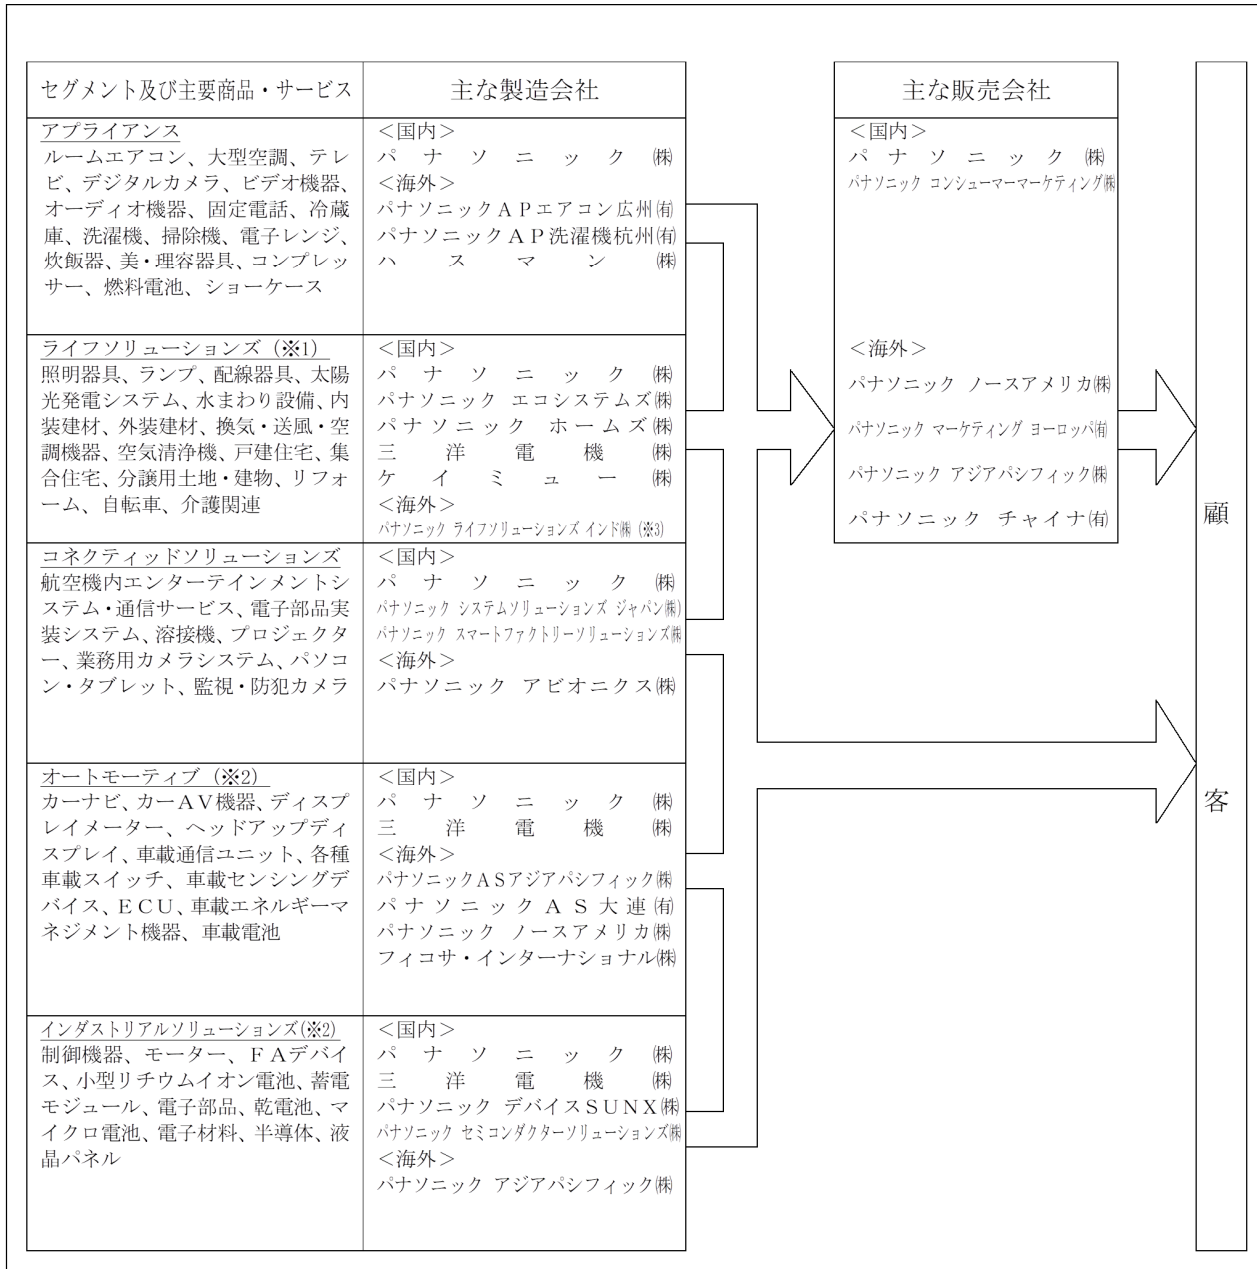 セグメント及び主要商品・サービス
主な製造会社
アプライアンス
ルームエアコン、大型空調、テレ
ビ、デジタルカメラ、ビデオ機器、
オーディオ機器、固定電話、冷蔵
庫、洗濯機、掃除機、電子レンジ、
炊飯器、美・理容器具、コンプレッ
サー、燃料電池、ショーケース
＜国内＞
パナソニック㈱
＜海外＞
パナソニックＡＰエアコン広州㈲
パナソニックＡＰ洗濯機杭州㈲
ハスマン㈱
ライフソリューションズ（※1）
照明器具、ランプ、配線器具、太陽
光発電システム、水まわり設備、内
装建材、外装建材、換気・送風・空
調機器、空気清浄機、戸建住宅、集
合住宅、分譲用土地・建物、リフォ
ーム、自転車、介護関連
＜国内＞
パナソニック㈱
パナソニック エコシステムズ㈱
パナソニック ホームズ㈱
三洋電機㈱
ケイミュー㈱
＜海外＞
パナソニック ライフソリューションズ インド㈱（※3）
コネクティッドソリューションズ
航空機内エンターテインメントシ
ステム・通信サービス、電子部品実
装システム、溶接機、プロジェクタ
ー、業務用カメラシステム、パソコ
ン・タブレット、監視・防犯カメラ
＜国内＞
パナソニック㈱
パナソニック システムソリューションズ ジャパン㈱
パナソニック スマートファクトリーソリューションズ㈱
＜海外＞
パナソニック アビオニクス㈱
オートモーティブ（※2）
カーナビ、カーＡＶ機器、ディスプ
レイメーター、ヘッドアップディ
スプレイ、車載通信ユニット、各種
車載スイッチ、車載センシングデ
バイス、ＥＣＵ、車載エネルギーマ
ネジメント機器、車載電池
＜国内＞
パナソニック㈱
三洋電機㈱
＜海外＞
パナソニックＡＳアジアパシフィック㈱
パナソニックＡＳ大連㈲
パナソニック ノースアメリカ㈱
フィコサ・インターナショナル㈱
インダストリアルソリューションズ(※2)
制御機器、モーター、ＦＡデバイ
ス、小型リチウムイオン電池、蓄電
モジュール、電子部品、乾電池、マ
イクロ電池、電子材料、半導体、液
晶パネル
＜国内＞
パナソニック㈱
三洋電機㈱
パナソニック デバイスＳＵＮＸ㈱
パナソニック セミコンダクターソリューションズ㈱
＜海外＞
パナソニック アジアパシフィック㈱
主な販売会社
＜国内＞
パナソニック㈱
パナソニック コンシューマーマーケティング㈱
＜海外＞
パナソニック ノースアメリカ㈱
パナソニック マーケティング ヨーロッパ㈲
パナソニック アジアパシフィック㈱
パナソニック チャイナ㈲
顧
客